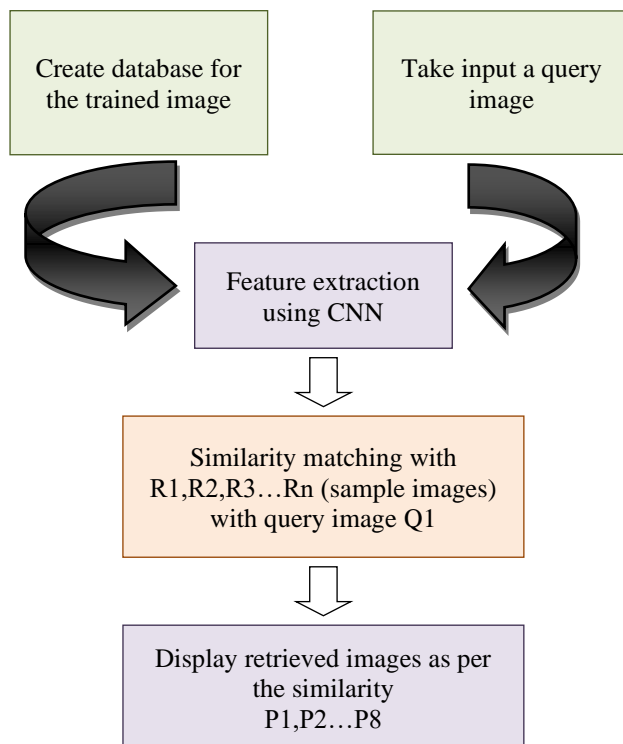 Create database for
the trained image
Take input a query
image
Feature extraction
using CNN
Similarity matching with
R1,R2,R3…Rn (sample images)
with query image Q1
Display retrieved images as per
the similarity
P1,P2…P8